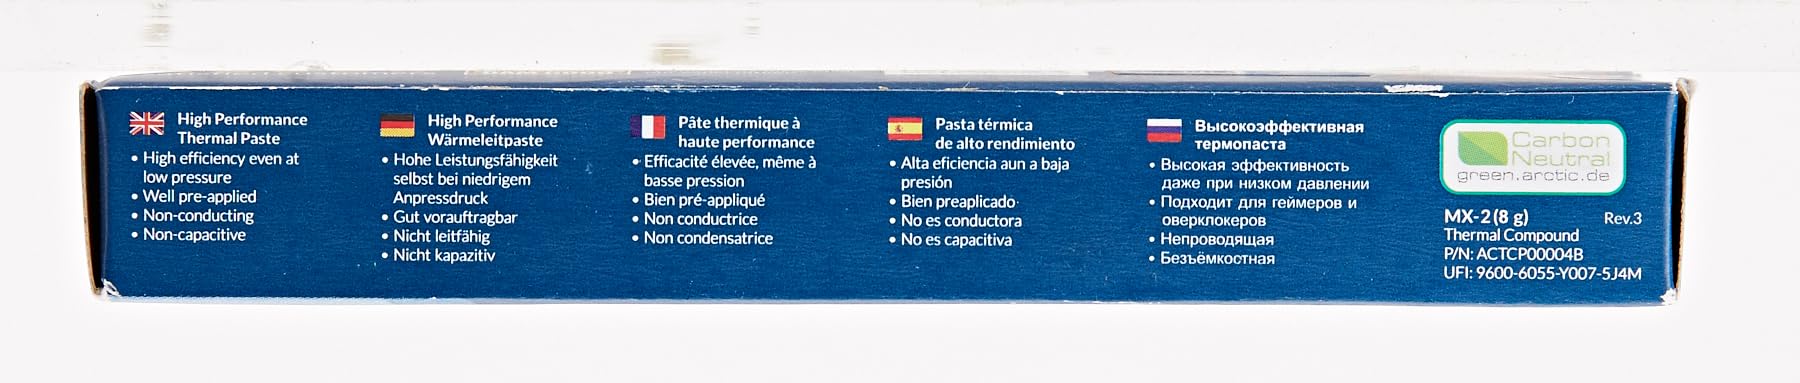 High Performance
Thermal Paste
• High efficiency even at
low pressure
• Well pre-applied
• Non-conducting
• Non-capacitive
High Performance
Wärmeleitpaste
• Hohe Leistungsfähigkeit
selbst bei niedrigem
Anpressdruck
• Gut vorauftragbar
• Nicht leitfähig
• Nicht kapazitiv
Pâte thermique à
haute performance
• Efficacité élevée, même à
basse pression
• Bien pré-appliqué
• Non conductrice
• Non condensatrice
Pasta térmica
de alto rendimiento
• Alta eficiencia aun a baja
presión
• Bien preaplicado
• No es conductora
• No es capacitiva
Высокоэффективная
термопаста
• Высокая эффективность
даже при низком давлении
• Подходит для геймеров и
оверклокеров
• Непроводящая
• Безъёмкостная
Carbon
Neutral
green.arctic.de
MX-2 (8 g) Rev.3
Thermal Compound
P/N: ACTCP00004B
UFI: 9600-6055-Y007-5J4M